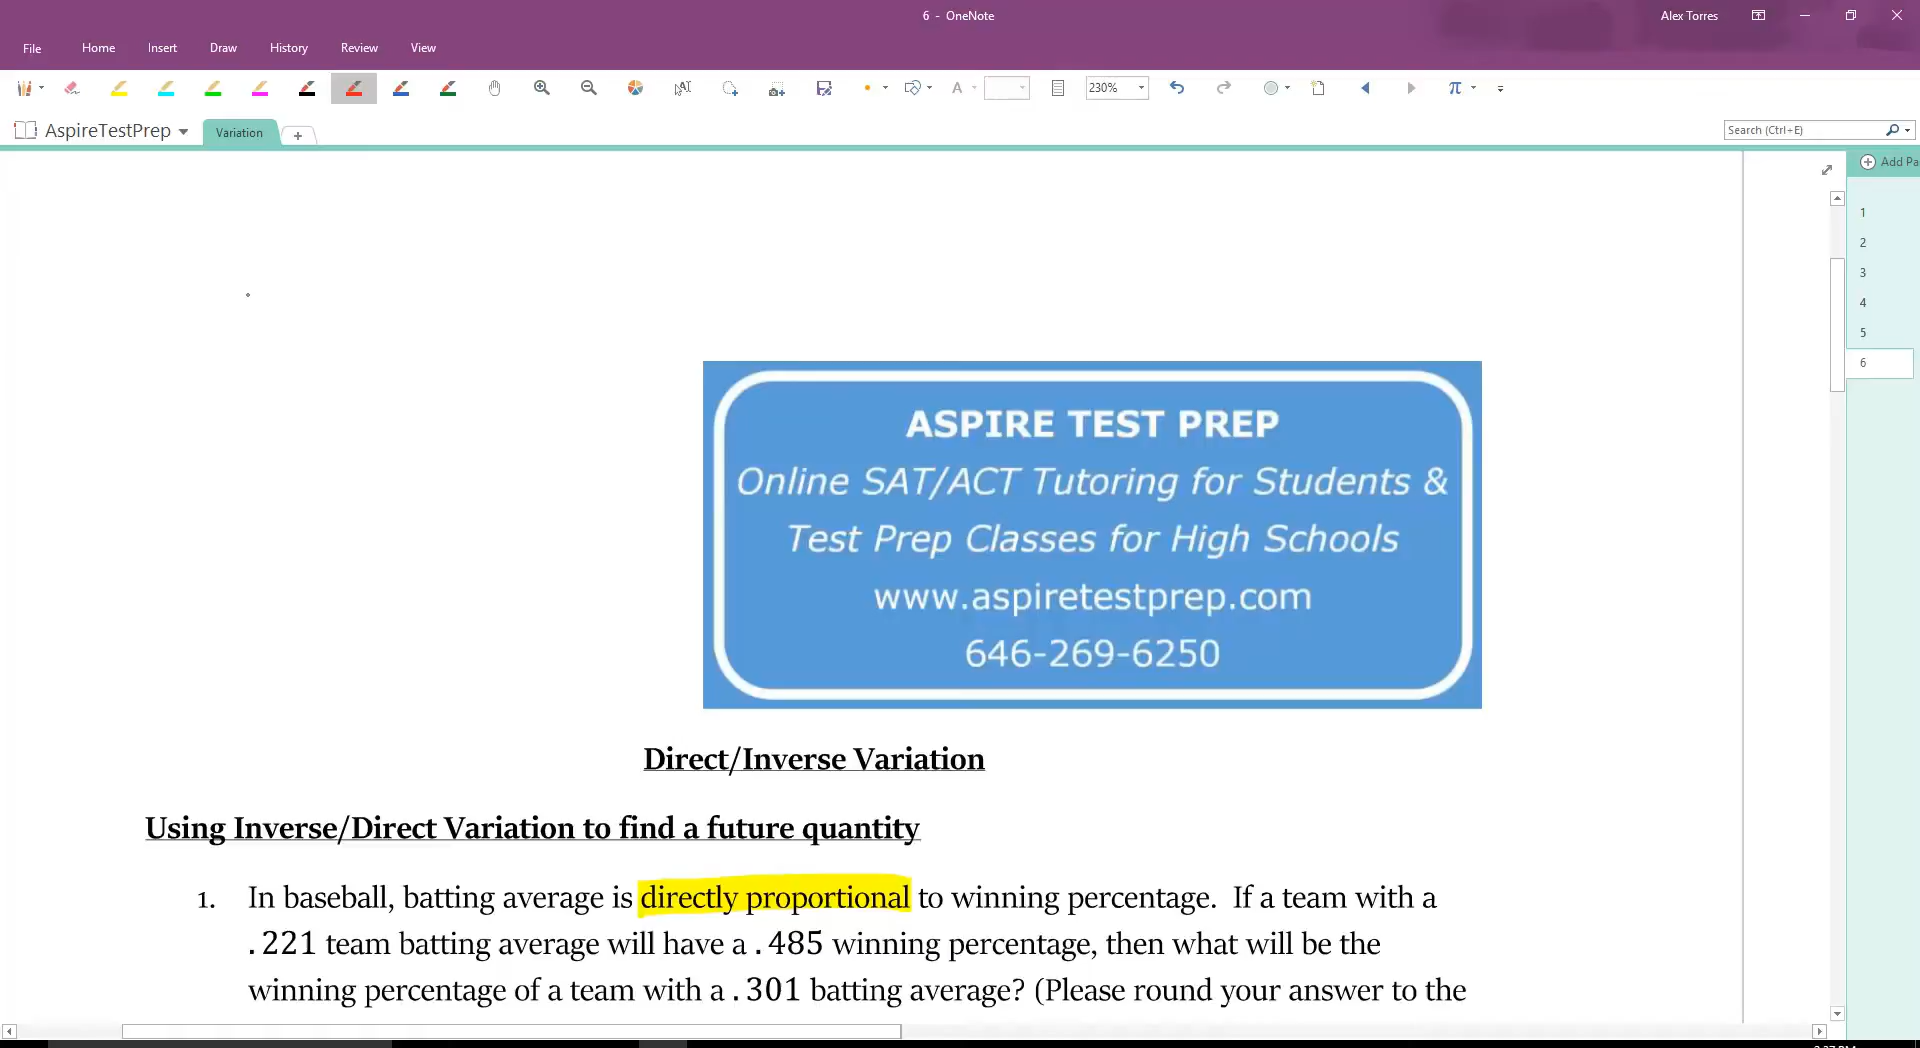 6 - OneNote
Alex Torres
File
Home
Insert
Draw
History
Review
View
230%
π
AspireTestPrep
Variation
Search (Ctrl+E)
Add Pa
1
2
3
4
5
6
ASPIRE TEST PREP
Online SAT/ACT Tutoring for Students &
Test Prep Classes for High Schools
www.aspiretestprep.com
646-269-6250
Direct/Inverse Variation
Using Inverse/Direct Variation to find a future quantity
1. In baseball, batting average is directly proportional to winning percentage. If a team with a
.221 team batting average will have a .485 winning percentage, then what will be the
winning percentage of a team with a .301 batting average? (Please round your answer to the